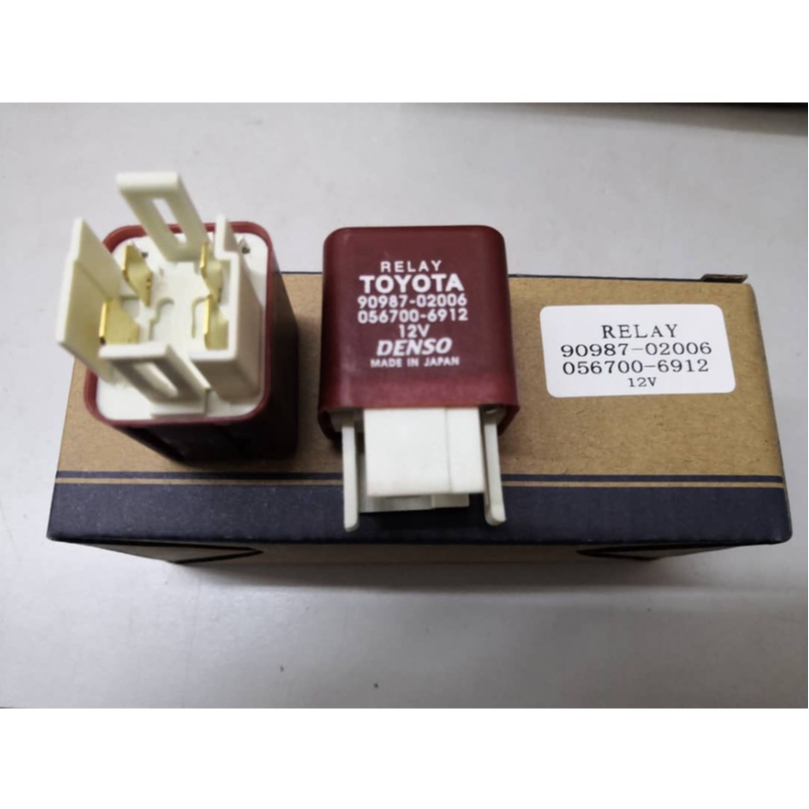 RELAY
TOYOTA
90987-02006
056700-6912
12V
DENSO
MADE IN JAPAN
RELAY
90987-02006
056700-6912
12V